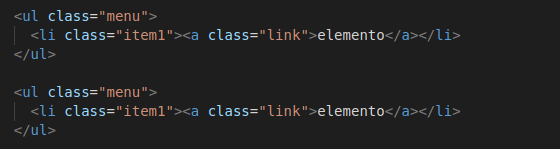 <ul class="menu">
<li class="item1"><a class="link">elemento</a></li>
</ul>
<ul class="menu">
<li class="item1"><a class="link">elemento</a></li>
</ul>